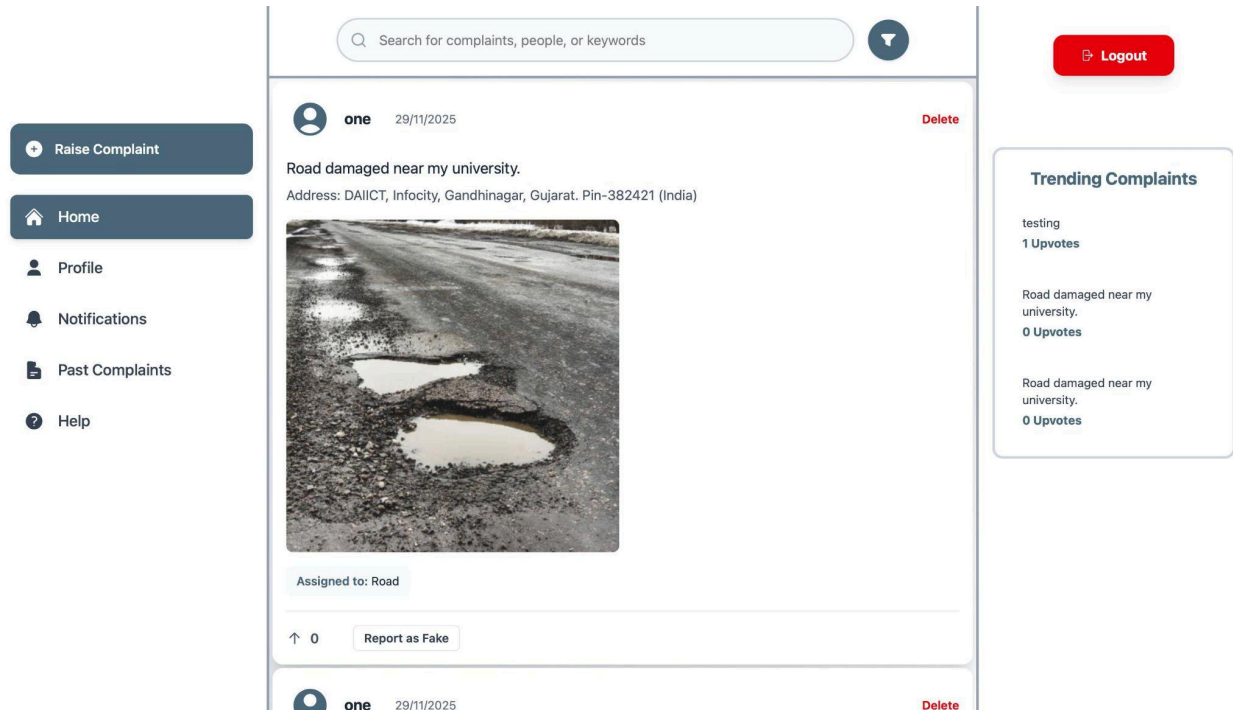 Search for complaints, people, or keywords
Logout
Raise Complaint
Home
Profile
Notifications
Past Complaints
Help
one 29/11/2025 Delete
Road damaged near my university.
Address: DAIICT, Infocity, Gandhinagar, Gujarat. Pin-382421 (India)
Assigned to: Road
0 Report as Fake
one 29/11/2025 Delete
Trending Complaints
testing
1 Upvotes
Road damaged near my
university.
0 Upvotes
Road damaged near my
university.
0 Upvotes